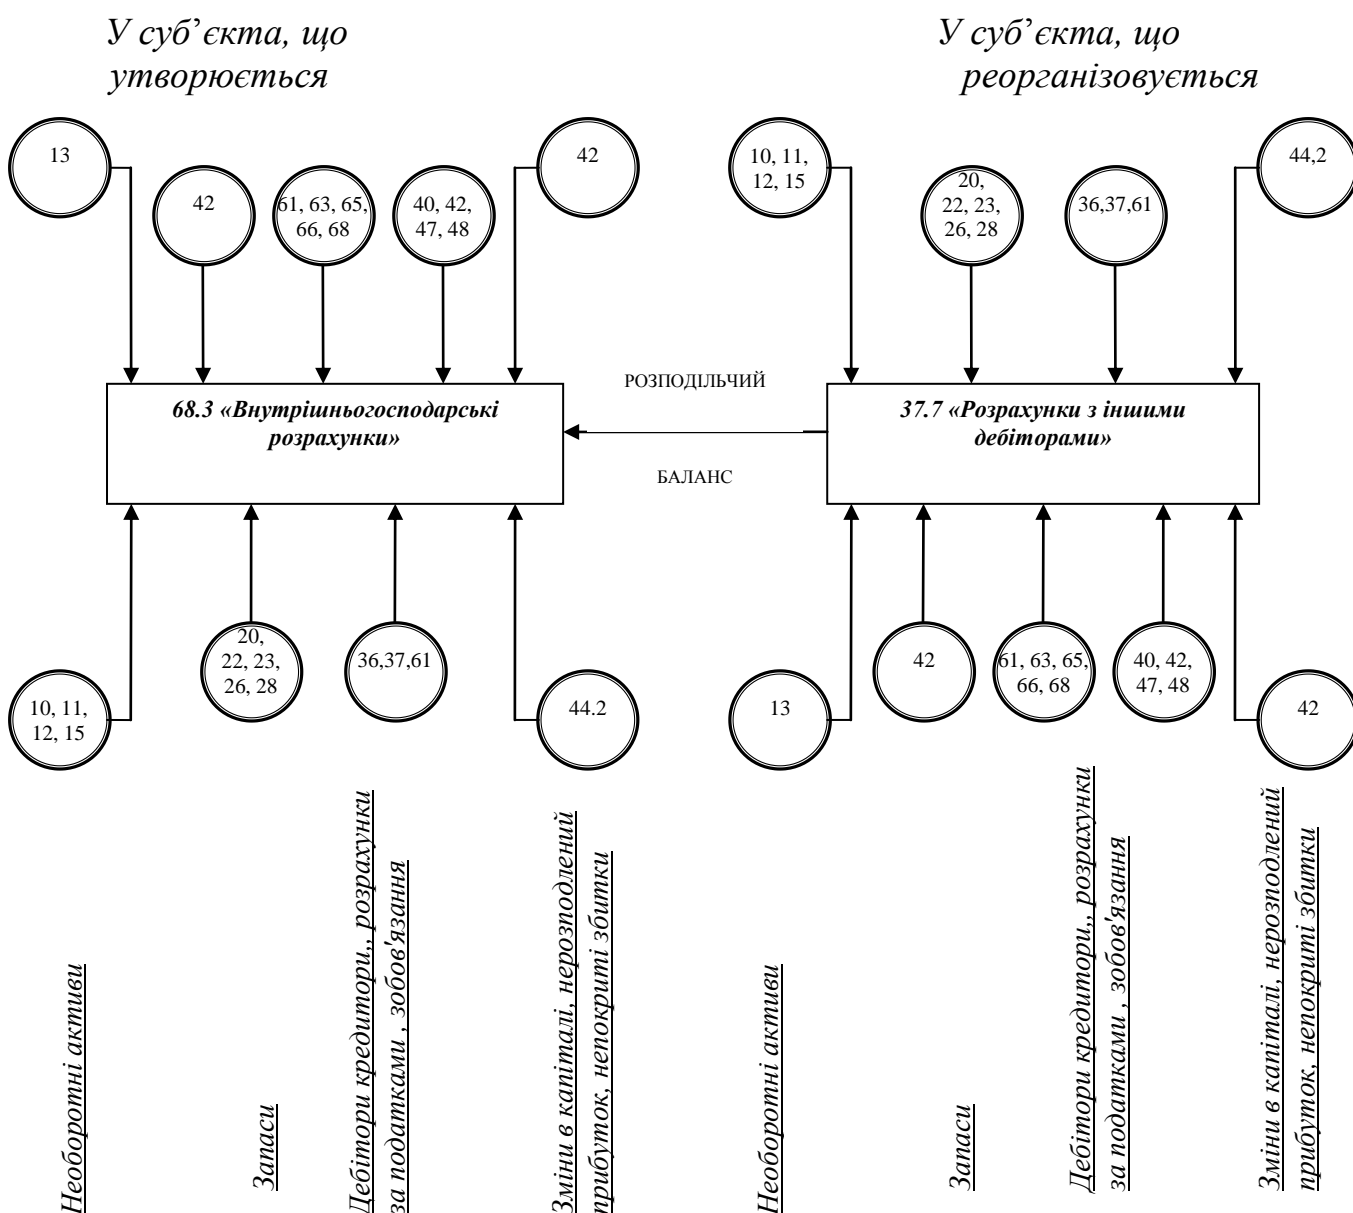 У суб’єкта, що
утворюється
У суб’єкта, що
реорганізовується
13
42
61, 63, 65,
66, 68
40, 42,
47, 48
42
10, 11,
12, 15
20,
22, 23,
26, 28
36,37,61
44,2
68.3 «Внутрішньогосподарські
розрахунки»
РОЗПОДІЛЬЧИЙ
БАЛАНС
37.7 «Розрахунки з іншими
дебіторами»
10, 11,
12, 15
20,
22, 23,
26, 28
36,37,61
44.2
13
42
61, 63, 65,
66, 68
40, 42,
47, 48
42
Необоротні активи
Запаси
Дебітори кредитори,, розрахунки
за податками , зобов'язання
Зміни в капіталі, нерозподлений
прибуток, непокриті збитки
Необоротні активи
Запаси
Дебітори кредитори,, розрахунки
за податками , зобов'язання
Зміни в капіталі, нерозподлений
прибуток, непокриті збитки